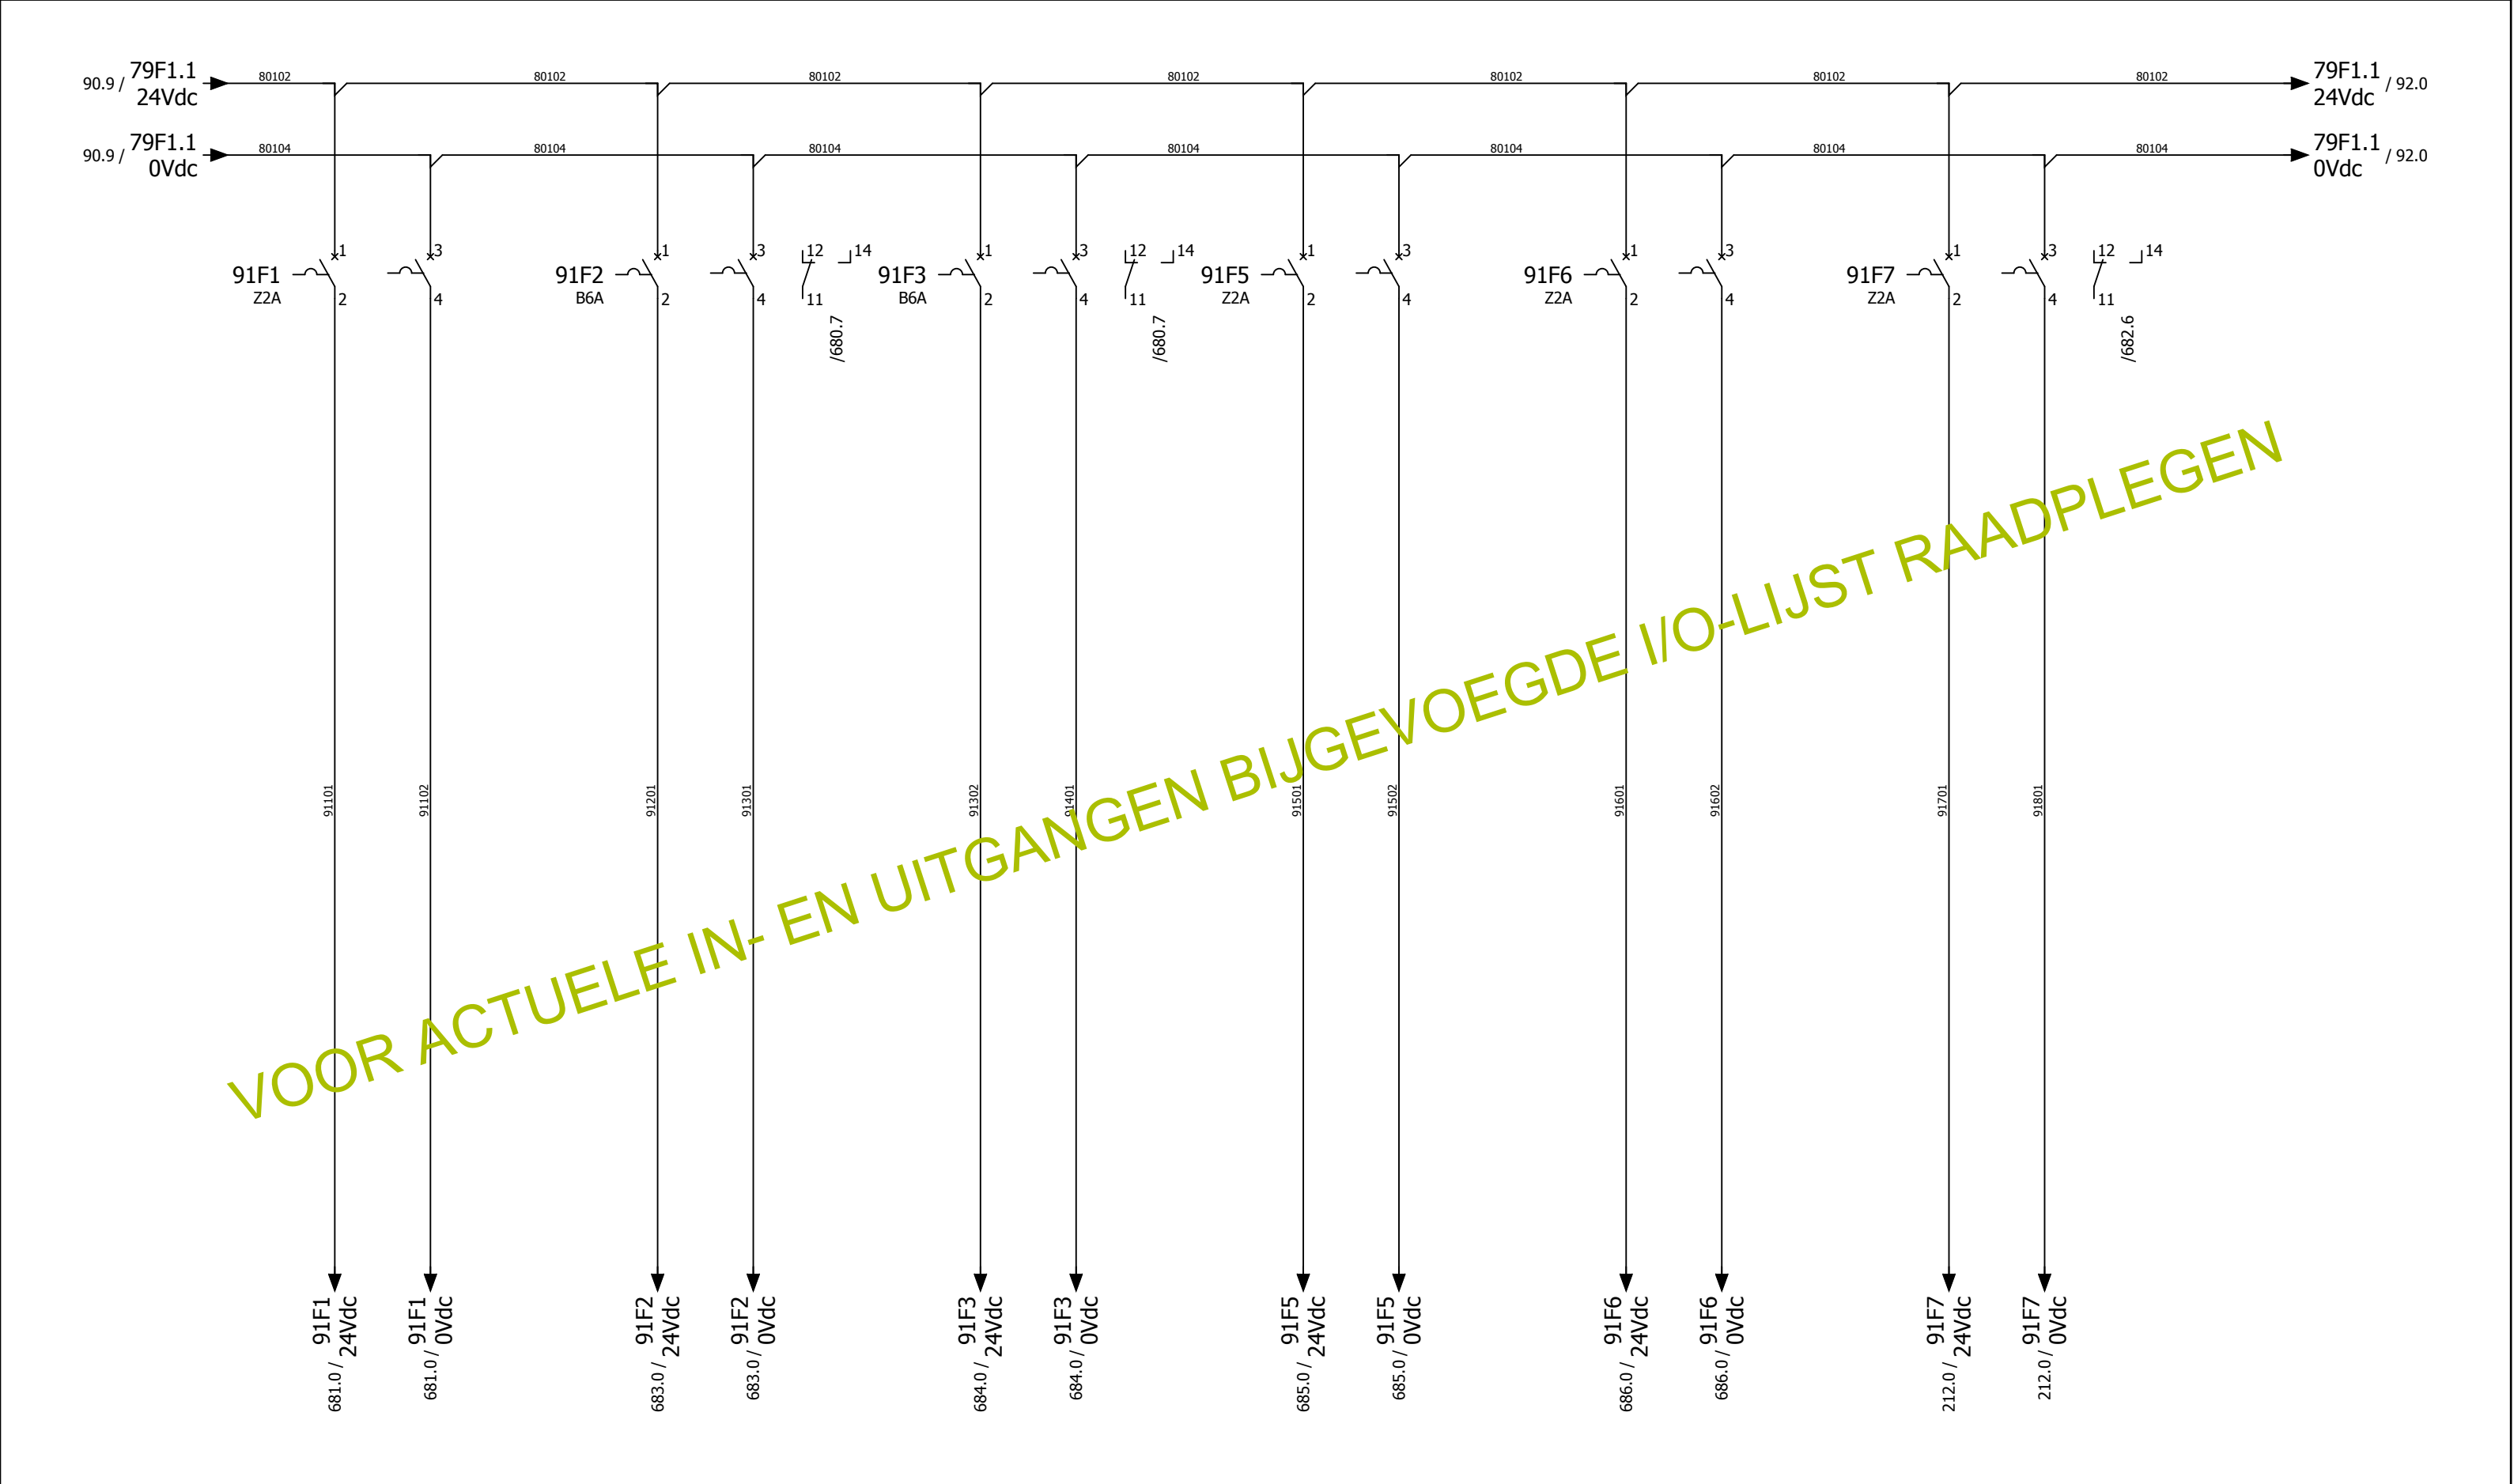 90.9 / 79F1.1 80102 80102 80102 80102 80102 80102 80102 79F1.1 / 92.0
24Vdc 24Vdc
90.9 / 79F1.1 80104 80104 80104 80104 80104 80104 80104 79F1.1 / 92.0
0Vdc 0Vdc
1 3 1 3 12 14 1 3 12 14 1 3 1 3 1 3 12 14
91F1 91F2 91F3 91F5 91F6 91F7
Z2A 2 4 B6A 2 4 11 B6A 2 4 11 Z2A 2 4 Z2A 2 4 Z2A 2 4 11
/680.7 /680.7 /682.6
VOOR ACTUELE IN- EN UITGANGEN BIJGEVOEGDE I/O-LIJST RAADPLEGEN
91101 91102 91201 91301 91302 91401 91501 91502 91601 91602 91701 91801
681.0 / 91F1
24Vdc
681.0 / 91F1
0Vdc
683.0 / 91F2
24Vdc
683.0 / 91F2
0Vdc
684.0 / 91F3
24Vdc
684.0 / 91F3
0Vdc
685.0 / 91F5
24Vdc
685.0 / 91F5
0Vdc
686.0 / 91F6
24Vdc
686.0 / 91F6
0Vdc
212.0 / 91F7
24Vdc
212.0 / 91F7
0Vdc